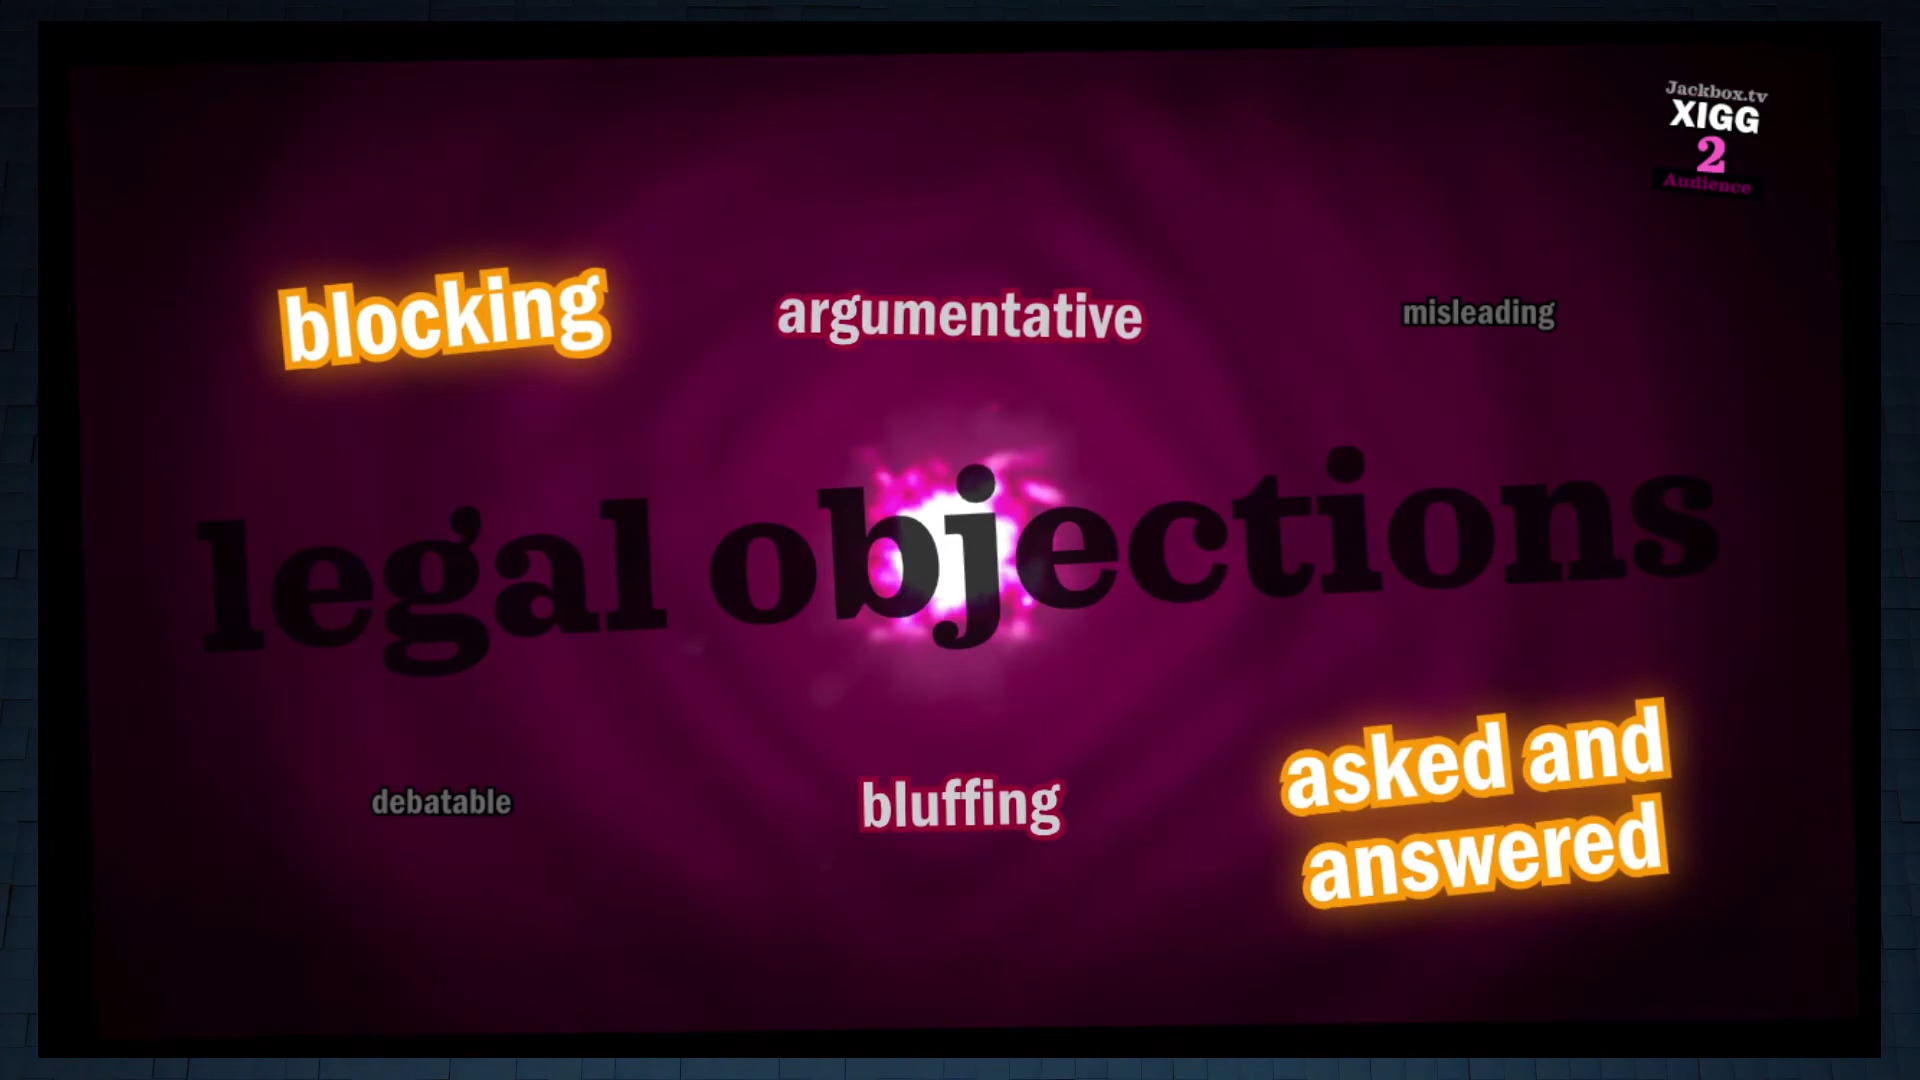 Jackbox.tv
XIGG
2
Audience
blocking
argumentative
misleading
legal objections
debatable
bluffing
asked and
answered